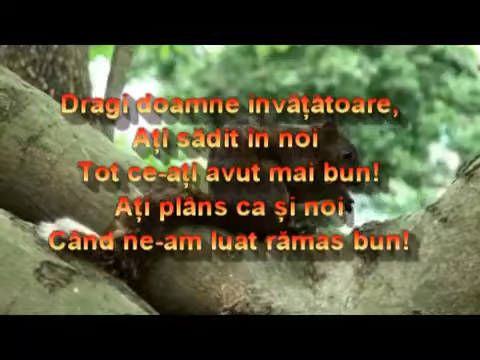 Dragi doamne învățătoare,
Ați sădit în noi
Tot ce-ați avut mai bun!
Ați plâns ca și noi
Când ne-am luat rămas bun!